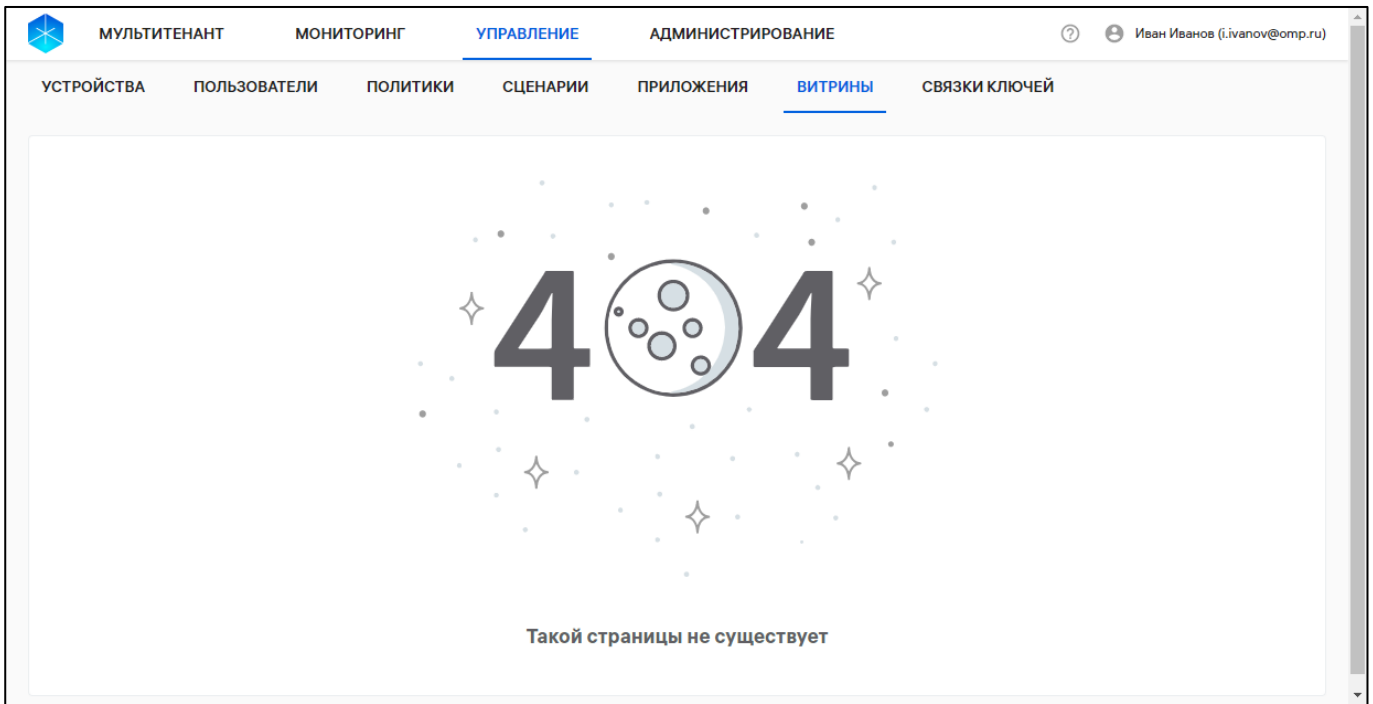 МУЛЬТИТЕНАНТ МОНИТОРИНГ УПРАВЛЕНИЕ АДМИНИСТРИРОВАНИЕ ? Иван Иванов (i.ivanov@omp.ru)
УСТРОЙСТВА ПОЛЬЗОВАТЕЛИ ПОЛИТИКИ СЦЕНАРИИ ПРИЛОЖЕНИЯ ВИТРИНЫ СВЯЗКИ КЛЮЧЕЙ
404
Такой страницы не существует